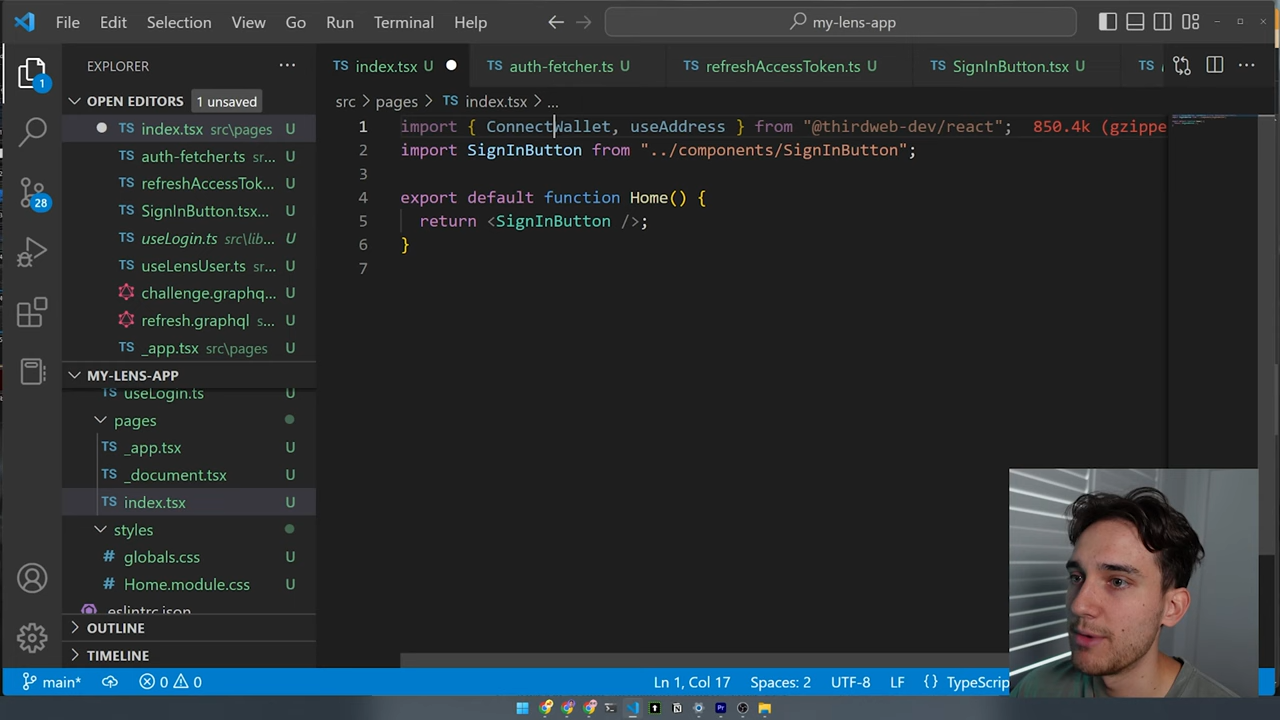 File Edit Selection View Go Run Terminal Help
my-lens-app
EXPLORER
OPEN EDITORS 1 unsaved
TS index.tsx src\pages
TS auth-fetcher.ts sr... U
TS refreshAccessTok... U
TS SignInButton.tsx... U
TS useLogin.ts src\lib... U
TS useLensUser.ts sr... U
challenge.graphq... U
refresh.graphql s... U
TS _app.tsx src\pages U
MY-LENS-APP
TS useLogin.ts U
pages
TS _app.tsx U
TS _document.tsx U
TS index.tsx U
styles
# globals.css U
# Home.module.css U
eslintrc.json
OUTLINE
TIMELINE
1
28
TS index.tsx U
TS auth-fetcher.ts U
TS refreshAccessToken.ts U
TS SignInButton.tsx U
TS
src > pages > TS index.tsx > ...
1 import { ConnectWallet, useAddress } from "@thirdweb-dev/react"; 850.4k (gzippe
2 import SignInButton from "../components/SignInButton";
3
4 export default function Home() {
5 return <SignInButton />;
6 }
7
main* 0 0 Ln 1, Col 17 Spaces: 2 UTF-8 LF {} TypeScrip